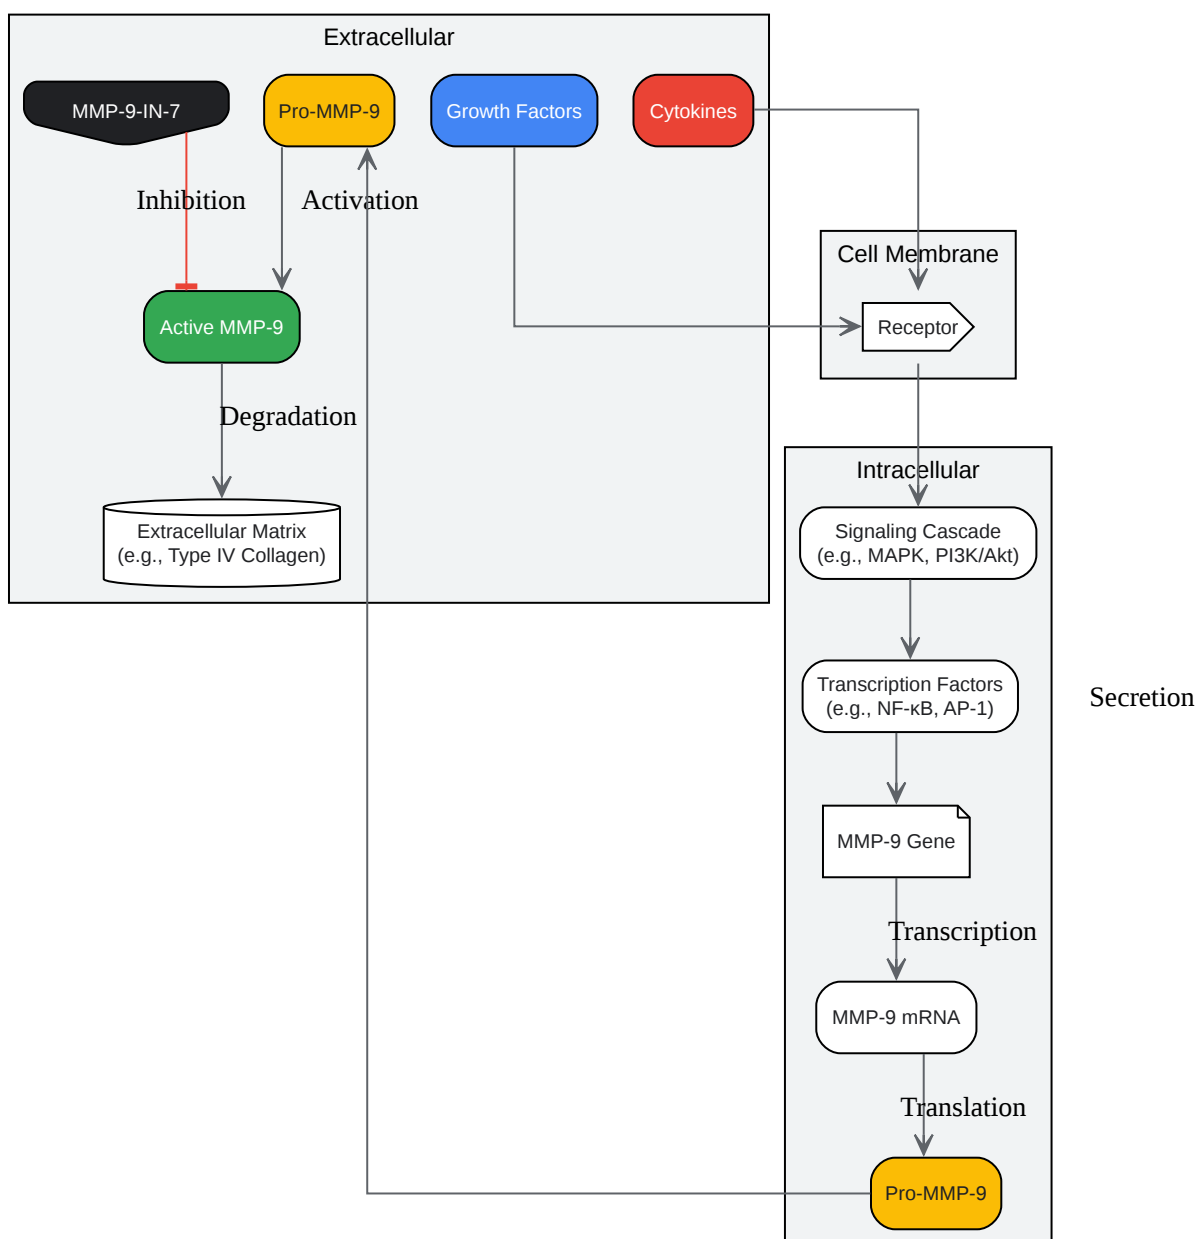 Extracellular
MMP-9-IN-7
Pro-MMP-9
Growth Factors
Cytokines
Inhibition
Activation
Cell Membrane
Active MMP-9
Receptor
Degradation
Intracellular
Extracellular Matrix
(e.g., Type IV Collagen)
Signaling Cascade
(e.g., MAPK, PI3K/Akt)
Transcription Factors
(e.g., NF-κB, AP-1)
Secretion
MMP-9 Gene
Transcription
MMP-9 mRNA
Translation
Pro-MMP-9